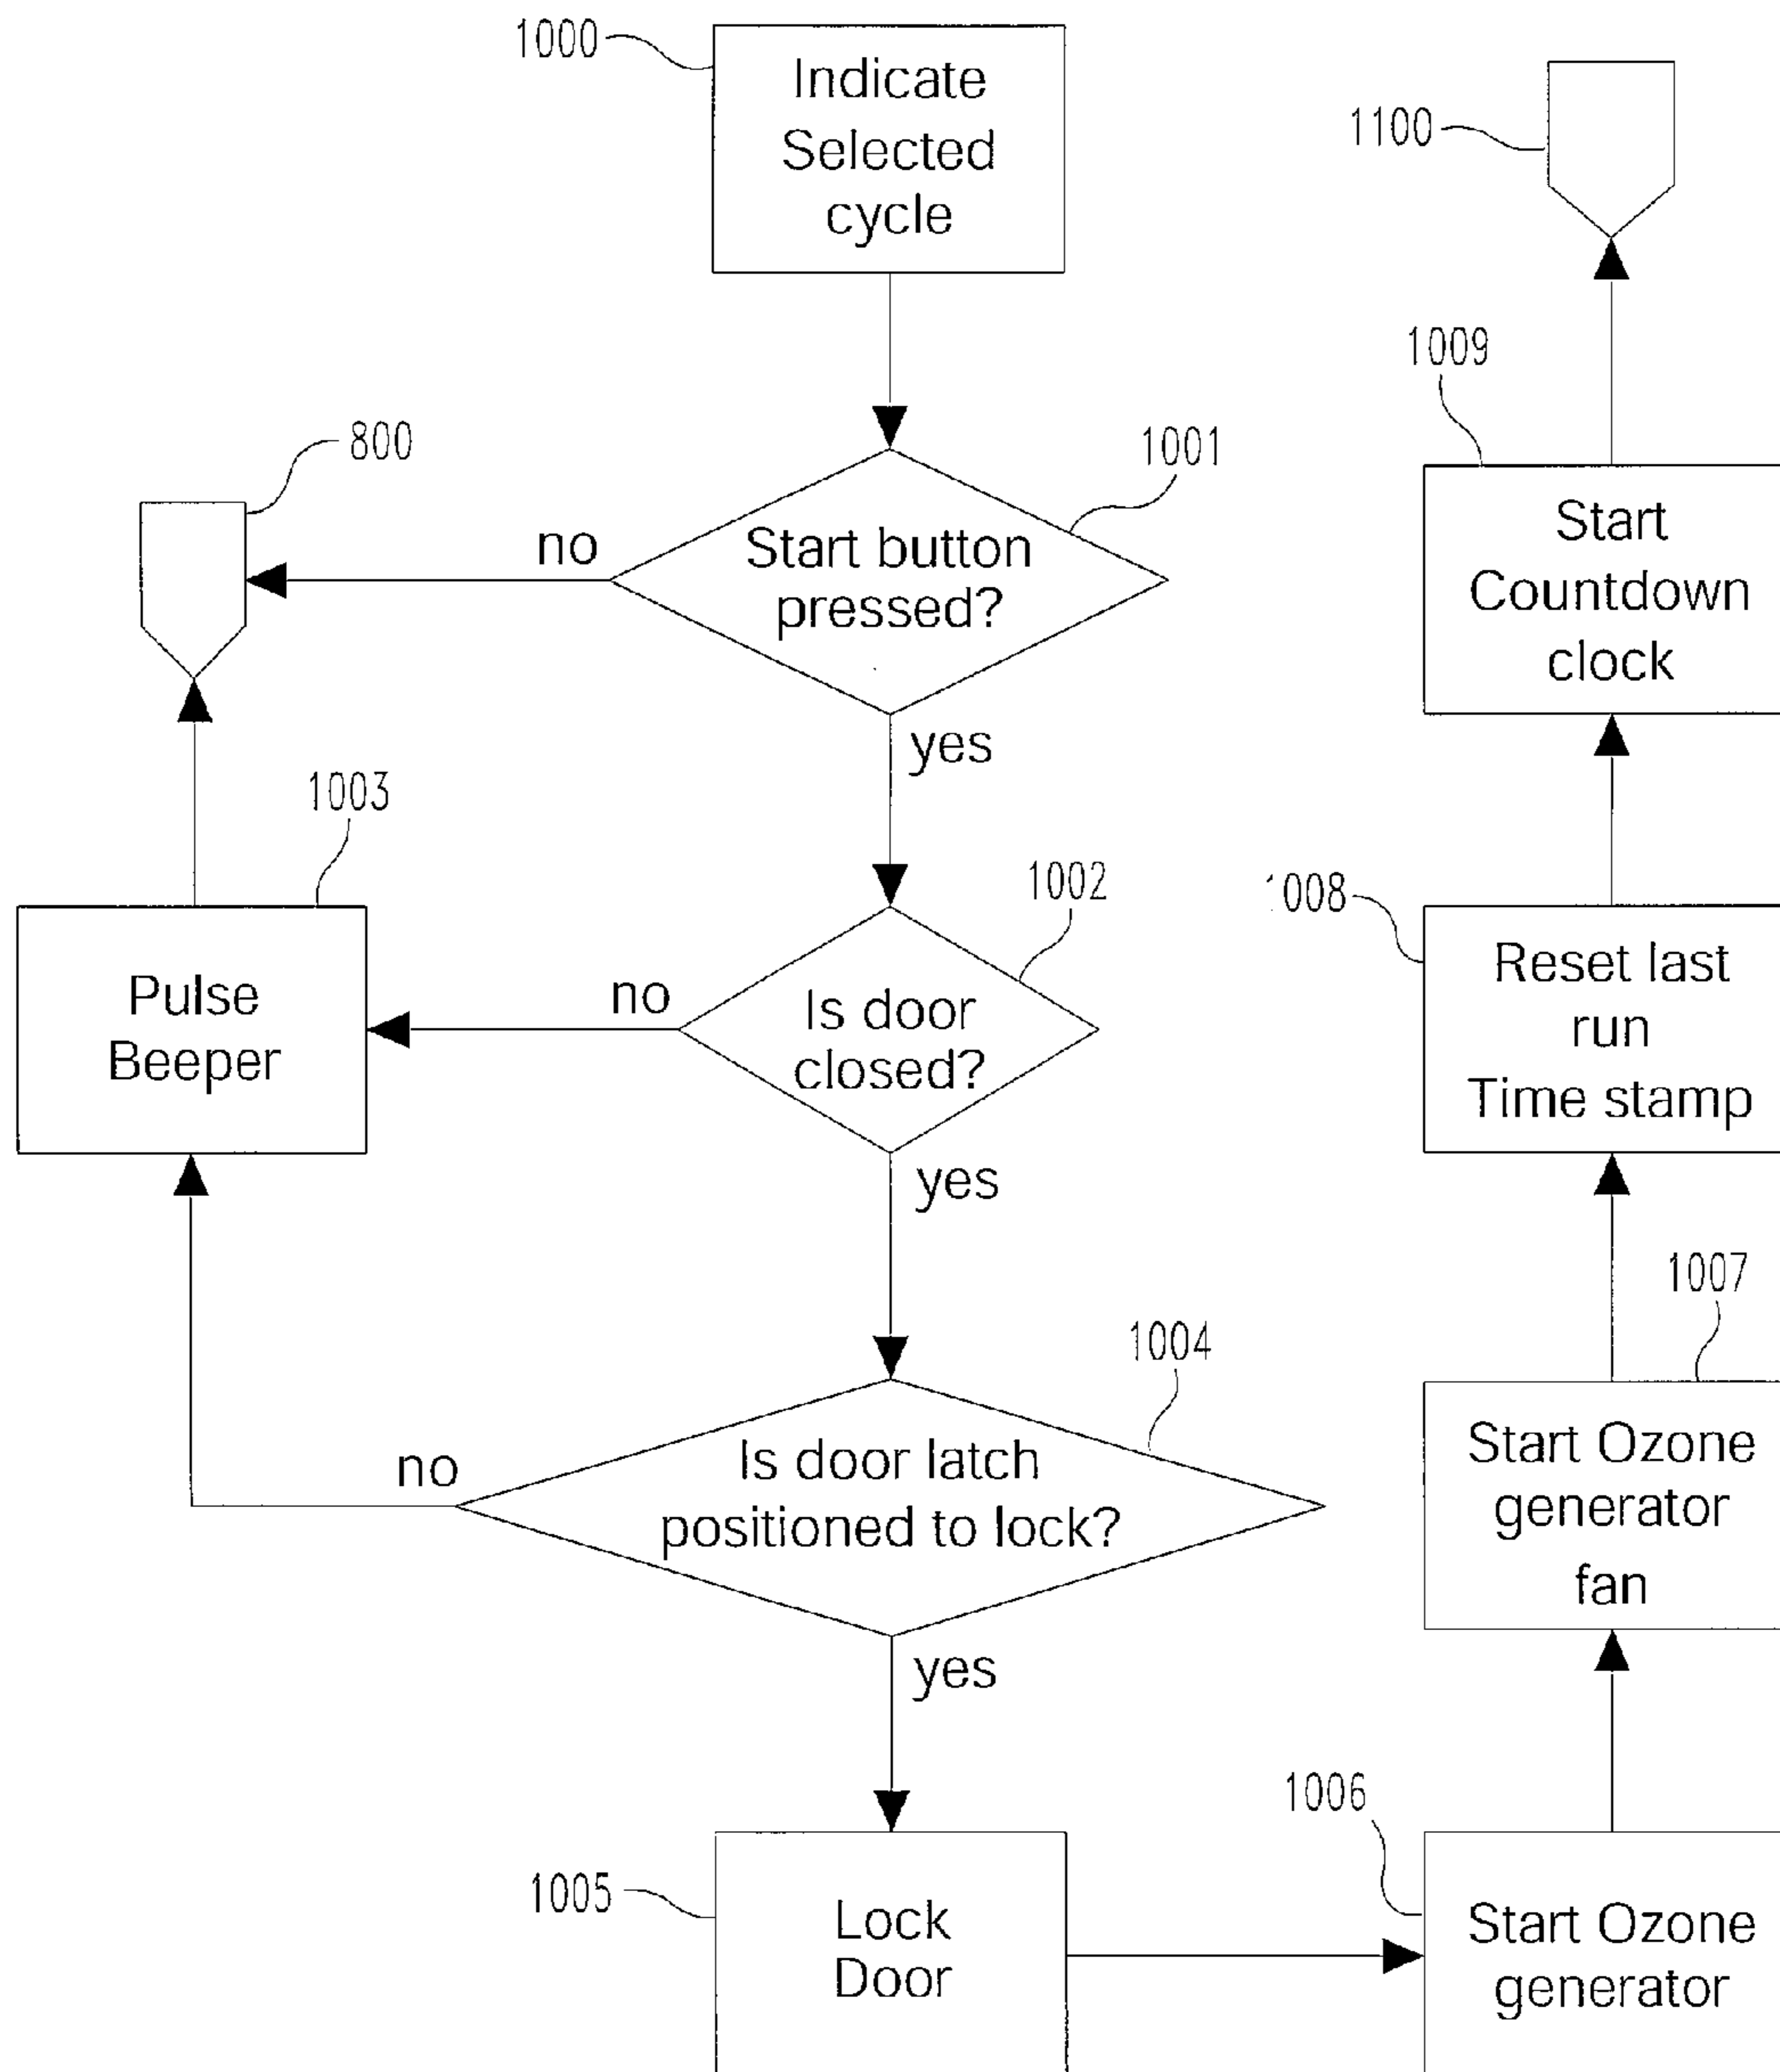 1000
Indicate
Selected
cycle
1100
1009
800
1001
no
Start button
pressed?
Start
Countdown
clock
yes
1003
1002
1008
Pulse
Beeper
no
Is door
closed?
Reset last
run
Time stamp
yes
1007
1004
no
Is door latch
positioned to lock?
Start Ozone
generator
fan
yes
1006
1005
Lock
Door
Start Ozone
generator